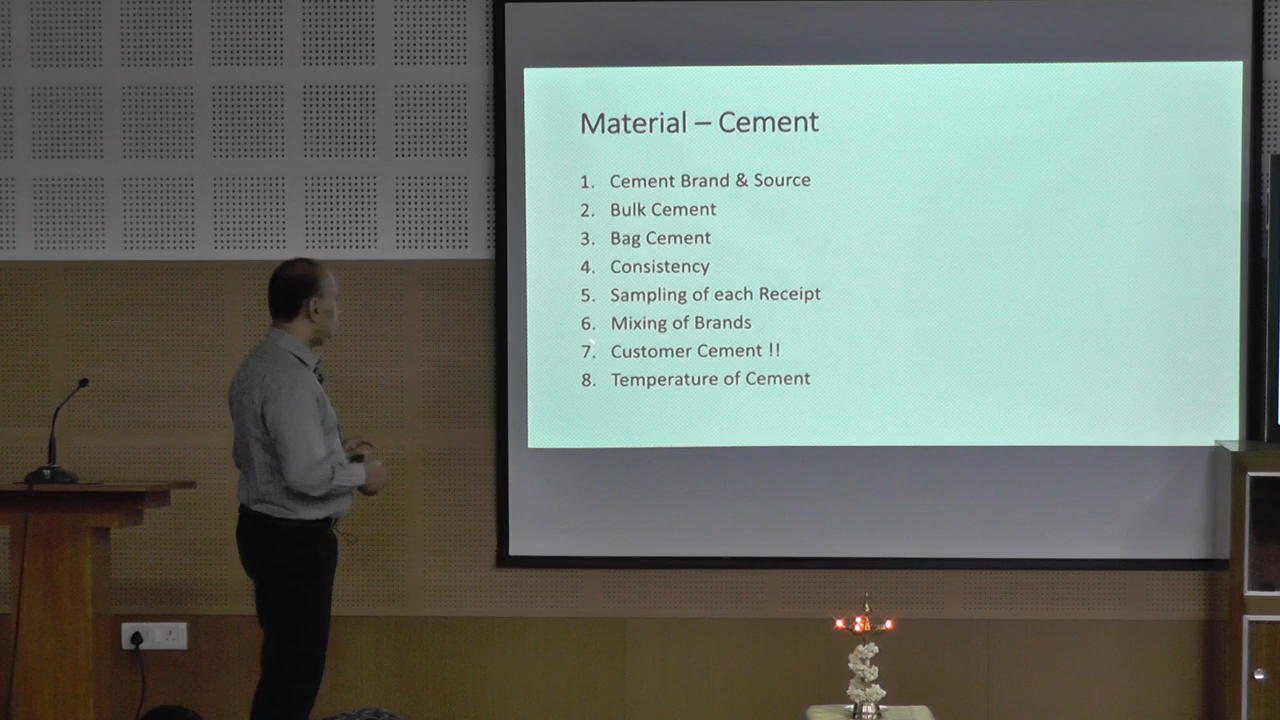 Material – Cement
1. Cement Brand & Source
2. Bulk Cement
3. Bag Cement
4. Consistency
5. Sampling of each Receipt
6. Mixing of Brands
7. Customer Cement !!
8. Temperature of Cement